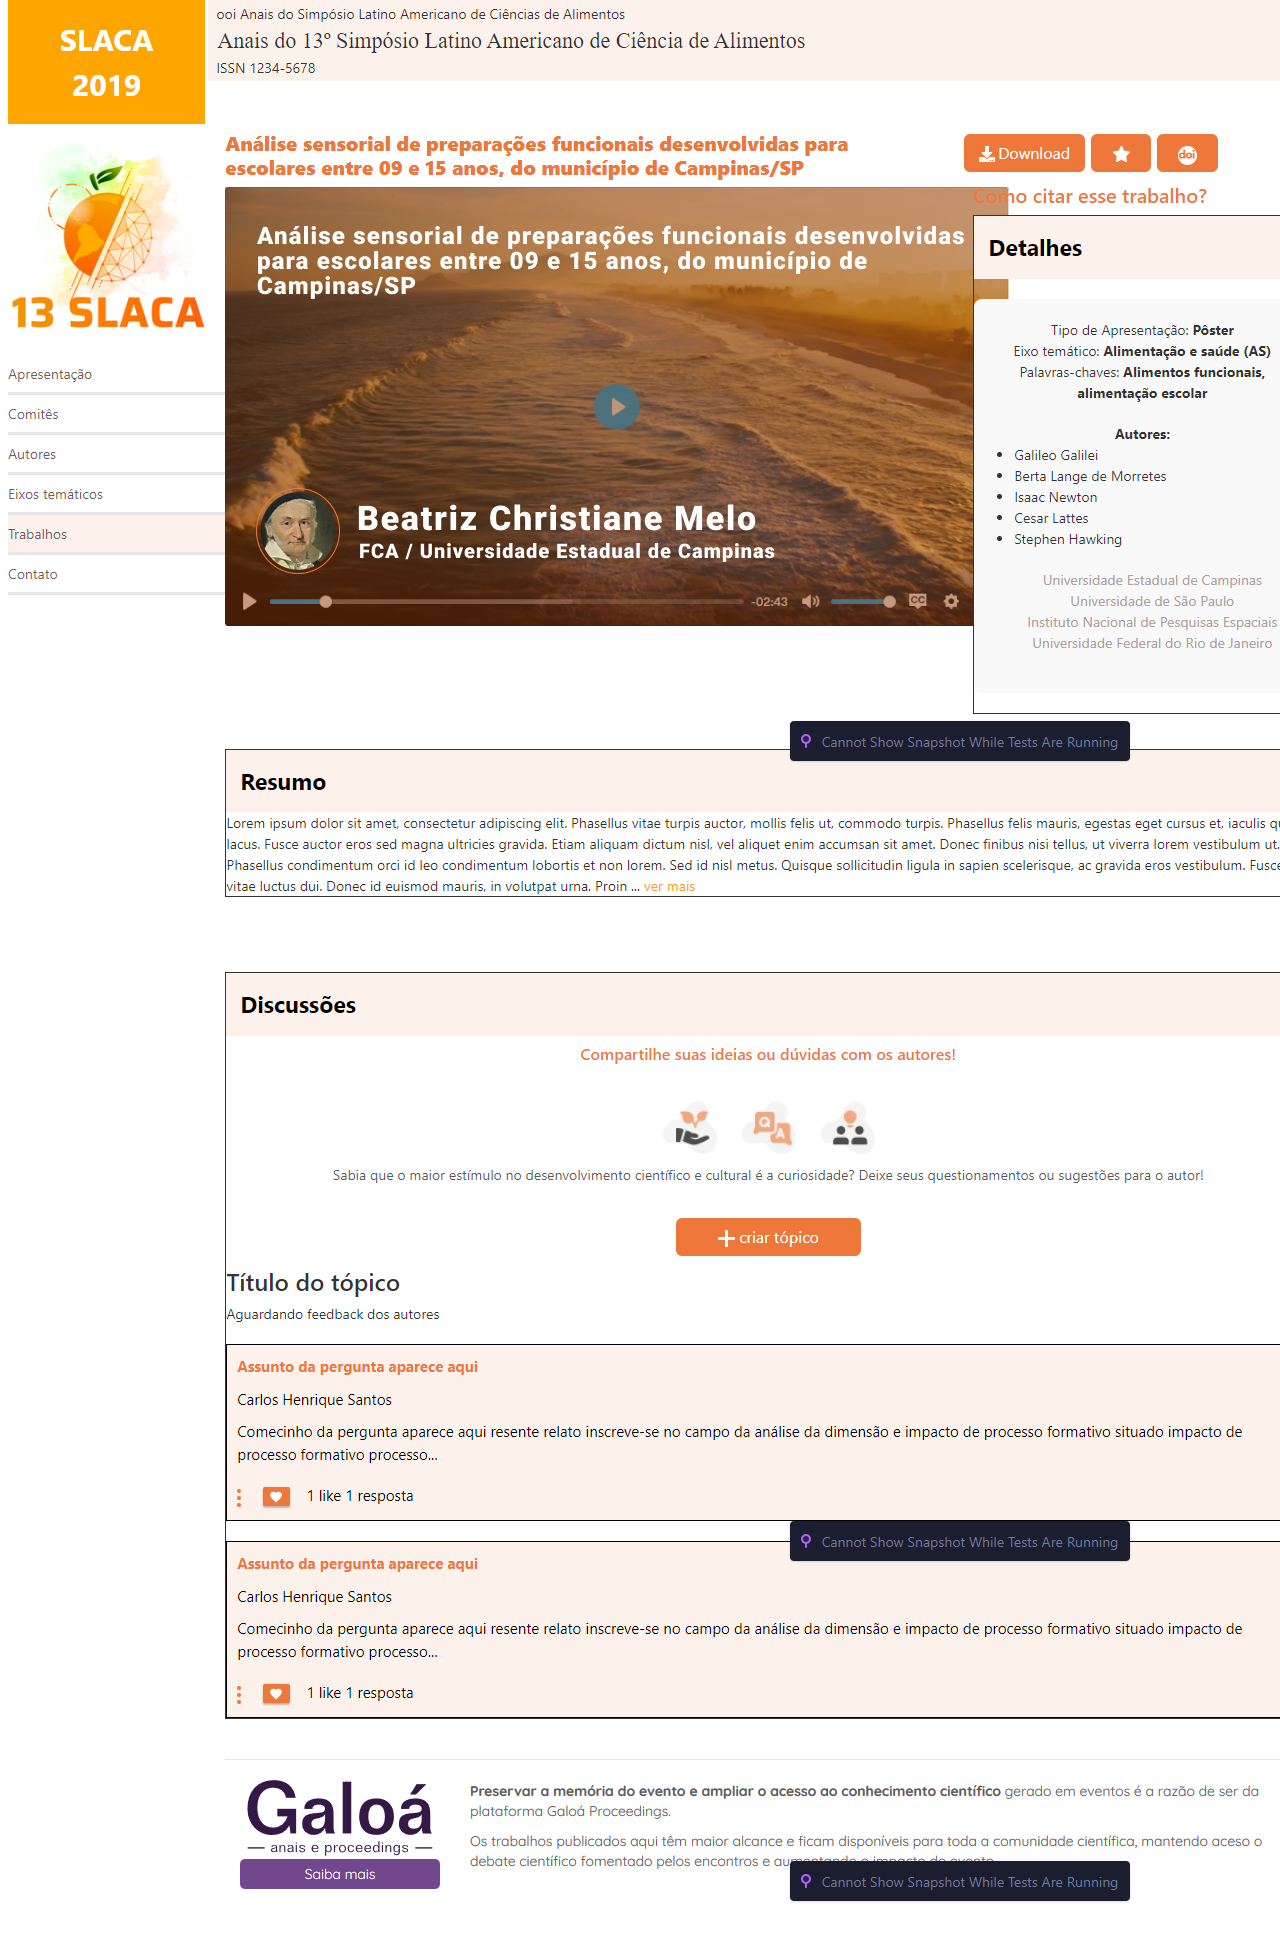 SLACA
2019
ooi Anais do Simpósio Latino Americano de Ciências de Alimentos
Anais do 13º Simpósio Latino Americano de Ciência de Alimentos
ISSN 1234-5678
13 SLACA
Apresentação
Comitês
Autores
Eixos temáticos
Trabalhos
Contato
Análise sensorial de preparações funcionais desenvolvidas para
escolares entre 09 e 15 anos, do município de Campinas/SP
Download
doi
Como citar esse trabalho?
Análise sensorial de preparações funcionais desenvolvidas
para escolares entre 09 e 15 anos, do município de
Campinas/SP
Beatriz Christiane Melo
FCA / Universidade Estadual de Campinas
-02:43
CC
Detalhes
Tipo de Apresentação: Pôster
Eixo temático: Alimentação e saúde (AS)
Palavras-chaves: Alimentos funcionais,
alimentação escolar
Autores:
Galileo Galilei
Berta Lange de Morretes
Isaac Newton
Cesar Lattes
Stephen Hawking
Universidade Estadual de Campinas
Universidade de São Paulo
Instituto Nacional de Pesquisas Espaciais
Universidade Federal do Rio de Janeiro
Cannot Show Snapshot While Tests Are Running
Resumo
Lorem ipsum dolor sit amet, consectetur adipiscing elit. Phasellus vitae turpis auctor, mollis felis ut, commodo turpis. Phasellus felis mauris, egestas eget cursus et, iaculis
lacus. Fusce auctor eros sed magna ultricies gravida. Etiam aliquam dictum nisl, vel aliquet enim accumsan sit amet. Donec finibus nisi tellus, ut viverra lorem vestibulum ut.
Phasellus condimentum orci id leo condimentum lobortis et non lorem. Sed id nisl metus. Quisque sollicitudin ligula in sapien scelerisque, ac gravida eros vestibulum. Fusce
vitae luctus dui. Donec id euismod mauris, in volutpat urna. Proin ... ver mais
Discussões
Compartilhe suas ideias ou dúvidas com os autores!
Q
A
Sabia que o maior estímulo no desenvolvimento científico e cultural é a curiosidade? Deixe seus questionamentos ou sugestões para o autor!
criar tópico
Título do tópico
Aguardando feedback dos autores
Assunto da pergunta aparece aqui
Carlos Henrique Santos
Comecinho da pergunta aparece aqui resente relato inscreve-se no campo da análise da dimensão e impacto de processo formativo situado impacto de
processo formativo processo...
1 like 1 resposta
Cannot Show Snapshot While Tests Are Running
Assunto da pergunta aparece aqui
Carlos Henrique Santos
Comecinho da pergunta aparece aqui resente relato inscreve-se no campo da análise da dimensão e impacto de processo formativo situado impacto de
processo formativo processo...
1 like 1 resposta
Galoá
anais e proceedings
Saiba mais
Preservar a memória do evento e ampliar o acesso ao conhecimento científico gerado em eventos é a razão de ser da
plataforma Galoá Proceedings.
Os trabalhos publicados aqui têm maior alcance e ficam disponíveis para toda a comunidade científica, mantendo aceso o
debate científico fomentado pelos encontros e aumentando o impacto do evento.
Cannot Show Snapshot While Tests Are Running